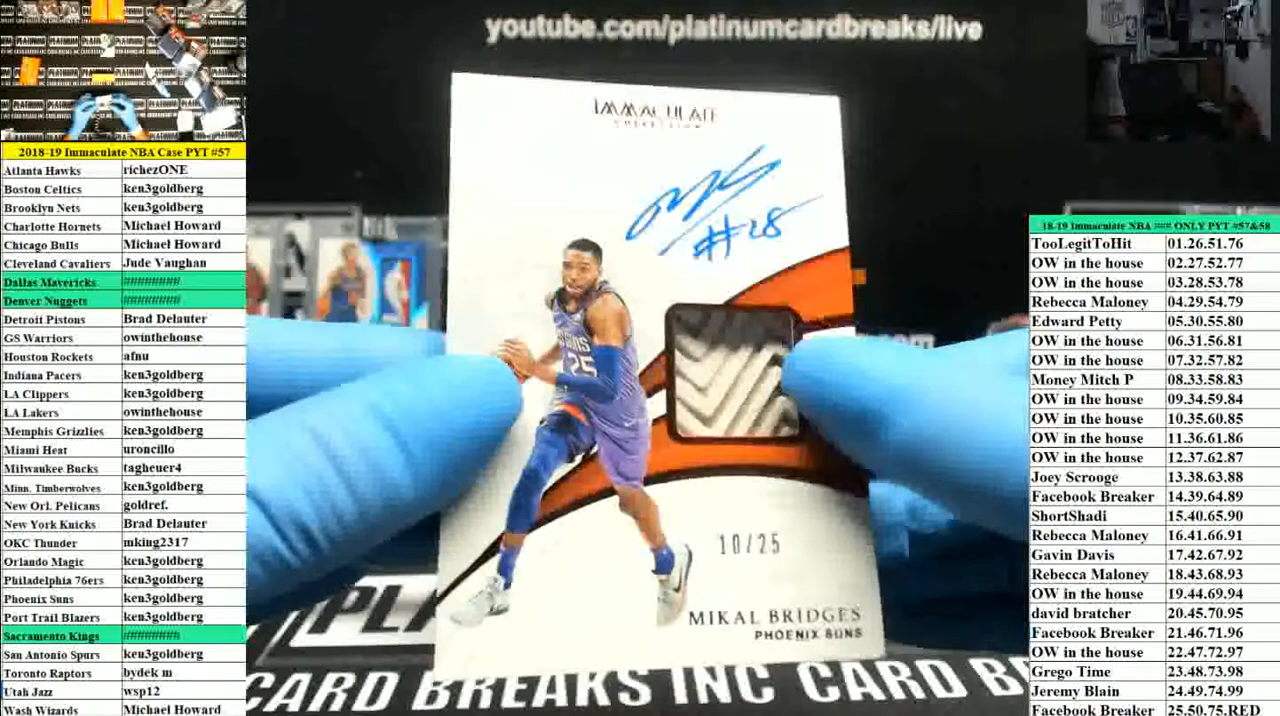 youtube.com/platinumcardbreaks/live
2018-19 Immaculate NBA Case PYT #57
Atlanta Hawks richezONE
Boston Celtics ken3goldberg
Brooklyn Nets ken3goldberg
Charlotte Hornets Michael Howard
Chicago Bulls Michael Howard
Cleveland Cavaliers Jude Vaughan
Dallas Mavericks ########
Denver Nuggets ########
Detroit Pistons Brad Delauter
GS Warriors owinthehouse
Houston Rockets afnu
Indiana Pacers ken3goldberg
LA Clippers ken3goldberg
LA Lakers owinthehouse
Memphis Grizzlies ken3goldberg
Miami Heat uroncillo
Milwaukee Bucks tagheuer4
Minn. Timberwolves ken3goldberg
New Orl. Pelicans goldref.
New York Knicks Brad Delauter
OKC Thunder mking2317
Orlando Magic ken3goldberg
Philadelphia 76ers ken3goldberg
Phoenix Suns ken3goldberg
Port Trail Blazers ken3goldberg
Sacramento Kings ########
San Antonio Spurs ken3goldberg
Toronto Raptors bydek m
Utah Jazz wsp12
Wash Wizards Michael Howard
IMMACULATE
COLLECTION
#25
SUNS
25
10/25
MIKAL BRIDGES
PHOENIX SUNS
CARD BREAKS INC CARD B
18-19 Immaculate NBA ### ONLY PYT #57&58
TooLegitToHit 01.26.51.76
OW in the house 02.27.52.77
OW in the house 03.28.53.78
Rebecca Maloney 04.29.54.79
Edward Petty 05.30.55.80
OW in the house 06.31.56.81
OW in the house 07.32.57.82
Money Mitch P 08.33.58.83
OW in the house 09.34.59.84
OW in the house 10.35.60.85
OW in the house 11.36.61.86
OW in the house 12.37.62.87
Joey Scrooge 13.38.63.88
Facebook Breaker 14.39.64.89
ShortShadi 15.40.65.90
Rebecca Maloney 16.41.66.91
Gavin Davis 17.42.67.92
Rebecca Maloney 18.43.68.93
OW in the house 19.44.69.94
david bratcher 20.45.70.95
Facebook Breaker 21.46.71.96
OW in the house 22.47.72.97
Grego Time 23.48.73.98
Jeremy Blain 24.49.74.99
Facebook Breaker 25.50.75.RED